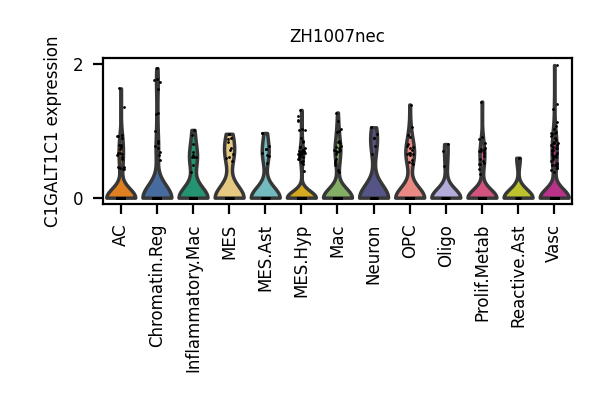 ZH1007nec
C1GALT1C1 expression
2
0
AC
Chromatin.Reg
Inflammatory.Mac
MES
MES.Ast
MES.Hyp
Mac
Neuron
OPC
Oligo
Prolif.Metab
Reactive.Ast
Vasc